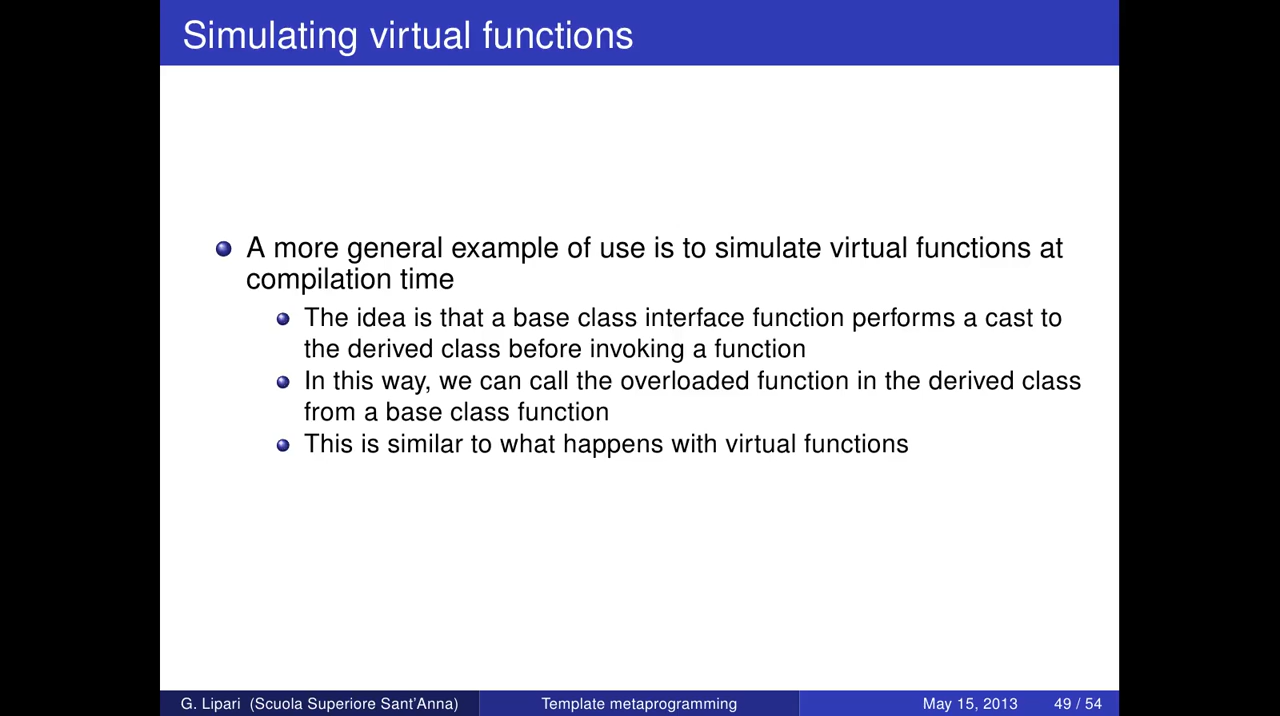 Simulating virtual functions
A more general example of use is to simulate virtual functions at
compilation time
The idea is that a base class interface function performs a cast to
the derived class before invoking a function
In this way, we can call the overloaded function in the derived class
from a base class function
This is similar to what happens with virtual functions
G. Lipari (Scuola Superiore Sant'Anna) Template metaprogramming May 15, 2013 49 / 54